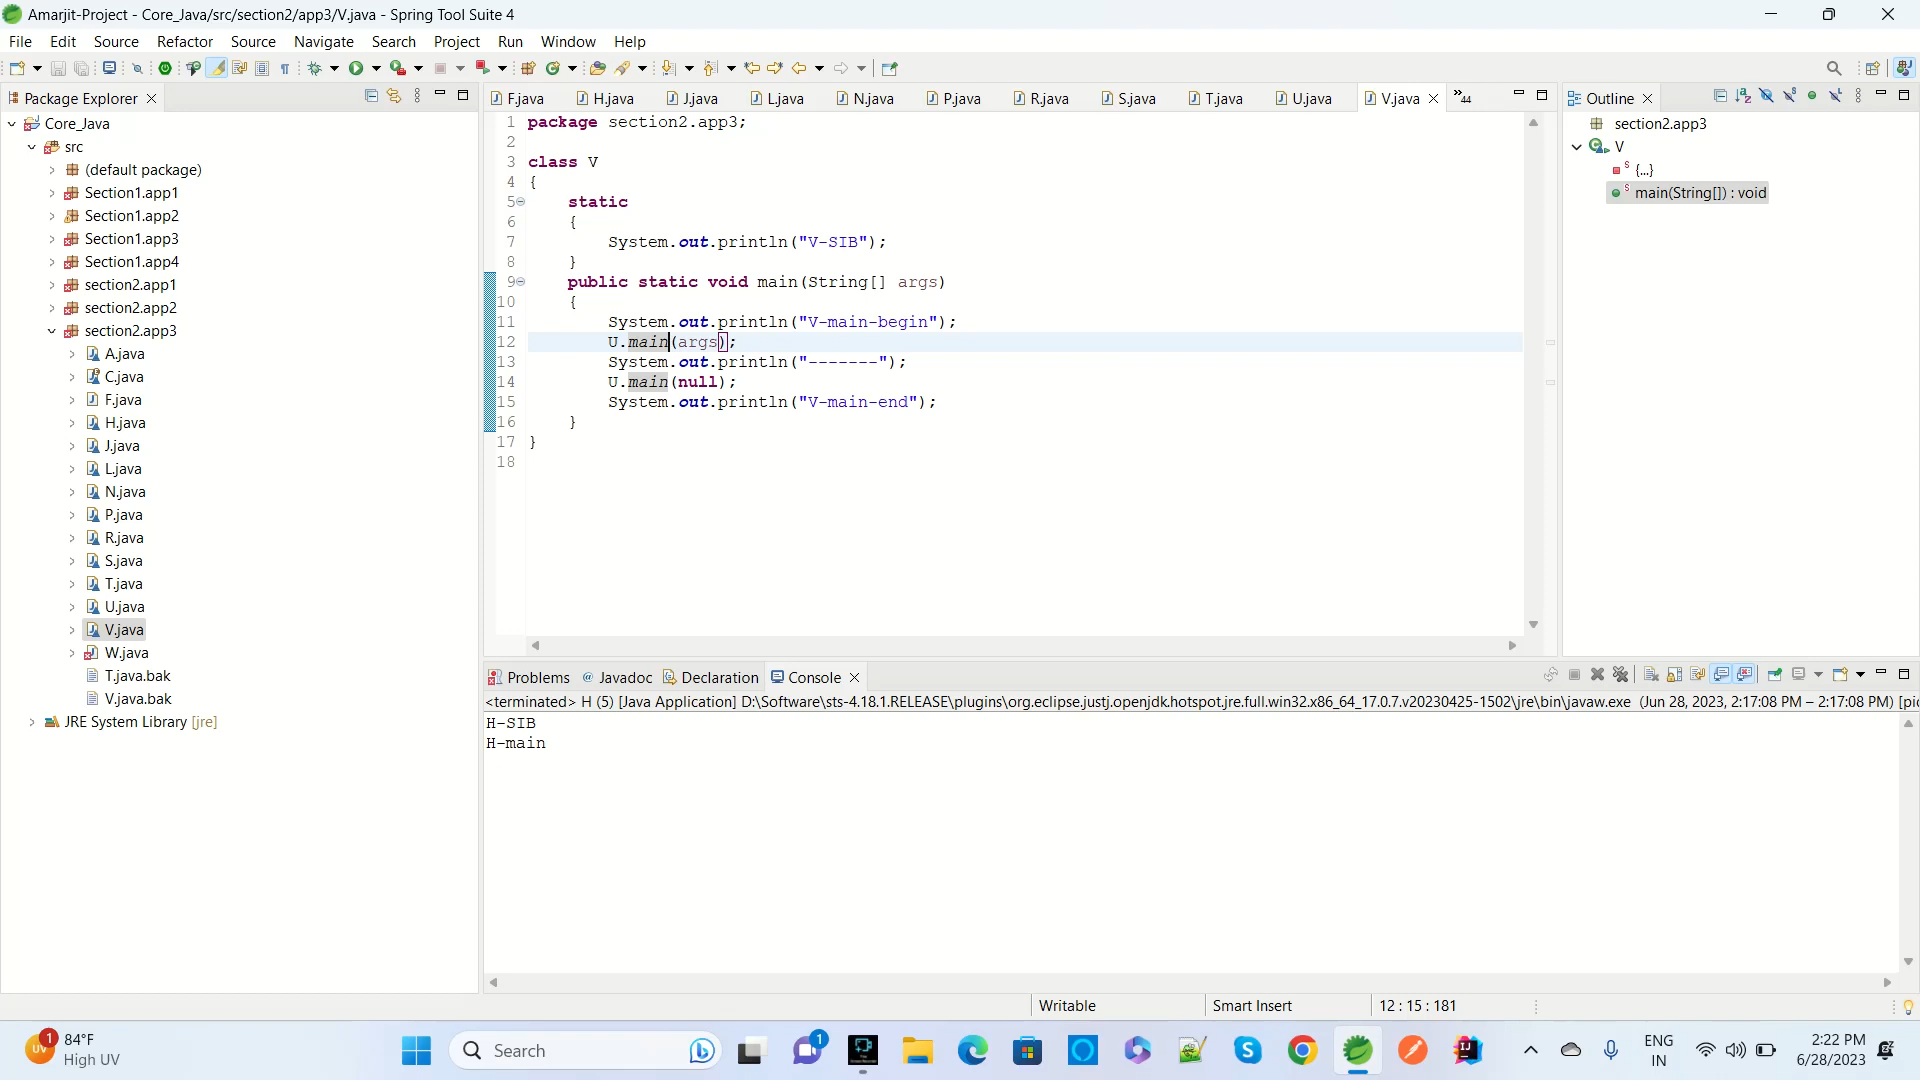 Amarjit-Project - Core_Java/src/section2/app3/V.java - Spring Tool Suite 4
File Edit Source Refactor Source Navigate Search Project Run Window Help
Package Explorer
Core_Java
src
(default package)
Section1.app1
Section1.app2
Section1.app3
Section1.app4
section2.app1
section2.app2
section2.app3
A.java
C.java
F.java
H.java
J.java
L.java
N.java
P.java
R.java
S.java
T.java
U.java
V.java
W.java
T.java.bak
V.java.bak
JRE System Library [jre]
F.java H.java J.java L.java N.java P.java R.java S.java T.java U.java V.java »44
1 package section2.app3;
2
3 class V
4 {
5 static
6 {
7 System.out.println("V-SIB");
8 }
9 public static void main(String[] args)
10 {
11 System.out.println("V-main-begin");
12 U.main(args);
13 System.out.println("-------");
14 U.main(null);
15 System.out.println("V-main-end");
16 }
17 }
18
Outline
section2.app3
V
{...}
main(String[]) : void
Problems Javadoc Declaration Console
<terminated> H (5) [Java Application] D:\Software\sts-4.18.1.RELEASE\plugins\org.eclipse.justj.openjdk.hotspot.jre.full.win32.x86_64_17.0.7.v20230425-1502\jre\bin\javaw.exe (Jun 28, 2023, 2:17:08 PM – 2:17:08 PM) [pid
H-SIB
H-main
Writable Smart Insert 12 : 15 : 181
1
UV
84°F
High UV
Search
1
ENG
IN
2:22 PM
6/28/2023